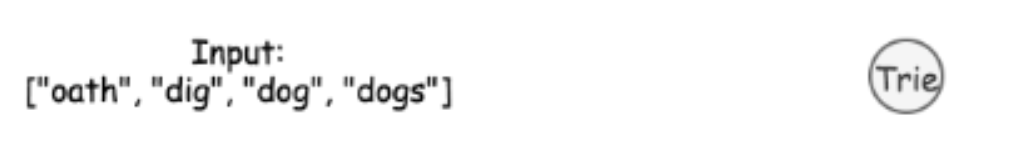 Input:
["oath", "dig", "dog", "dogs"]
Trie